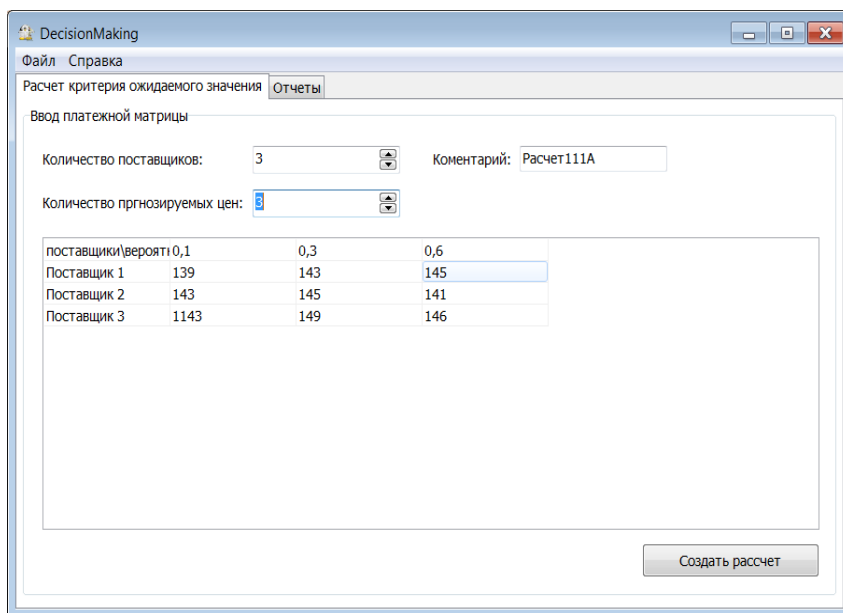 DecisionMaking
Файл Справка
Расчет критерия ожидаемого значения Отчеты
Ввод платежной матрицы
Количество поставщиков: 3 Коментарий: Расчет111А
Количество пргнозируемых цен: 3
поставщики\вероятн 0,1 0,3 0,6
Поставщик 1 139 143 145
Поставщик 2 143 145 141
Поставщик 3 1143 149 146
Создать рассчет